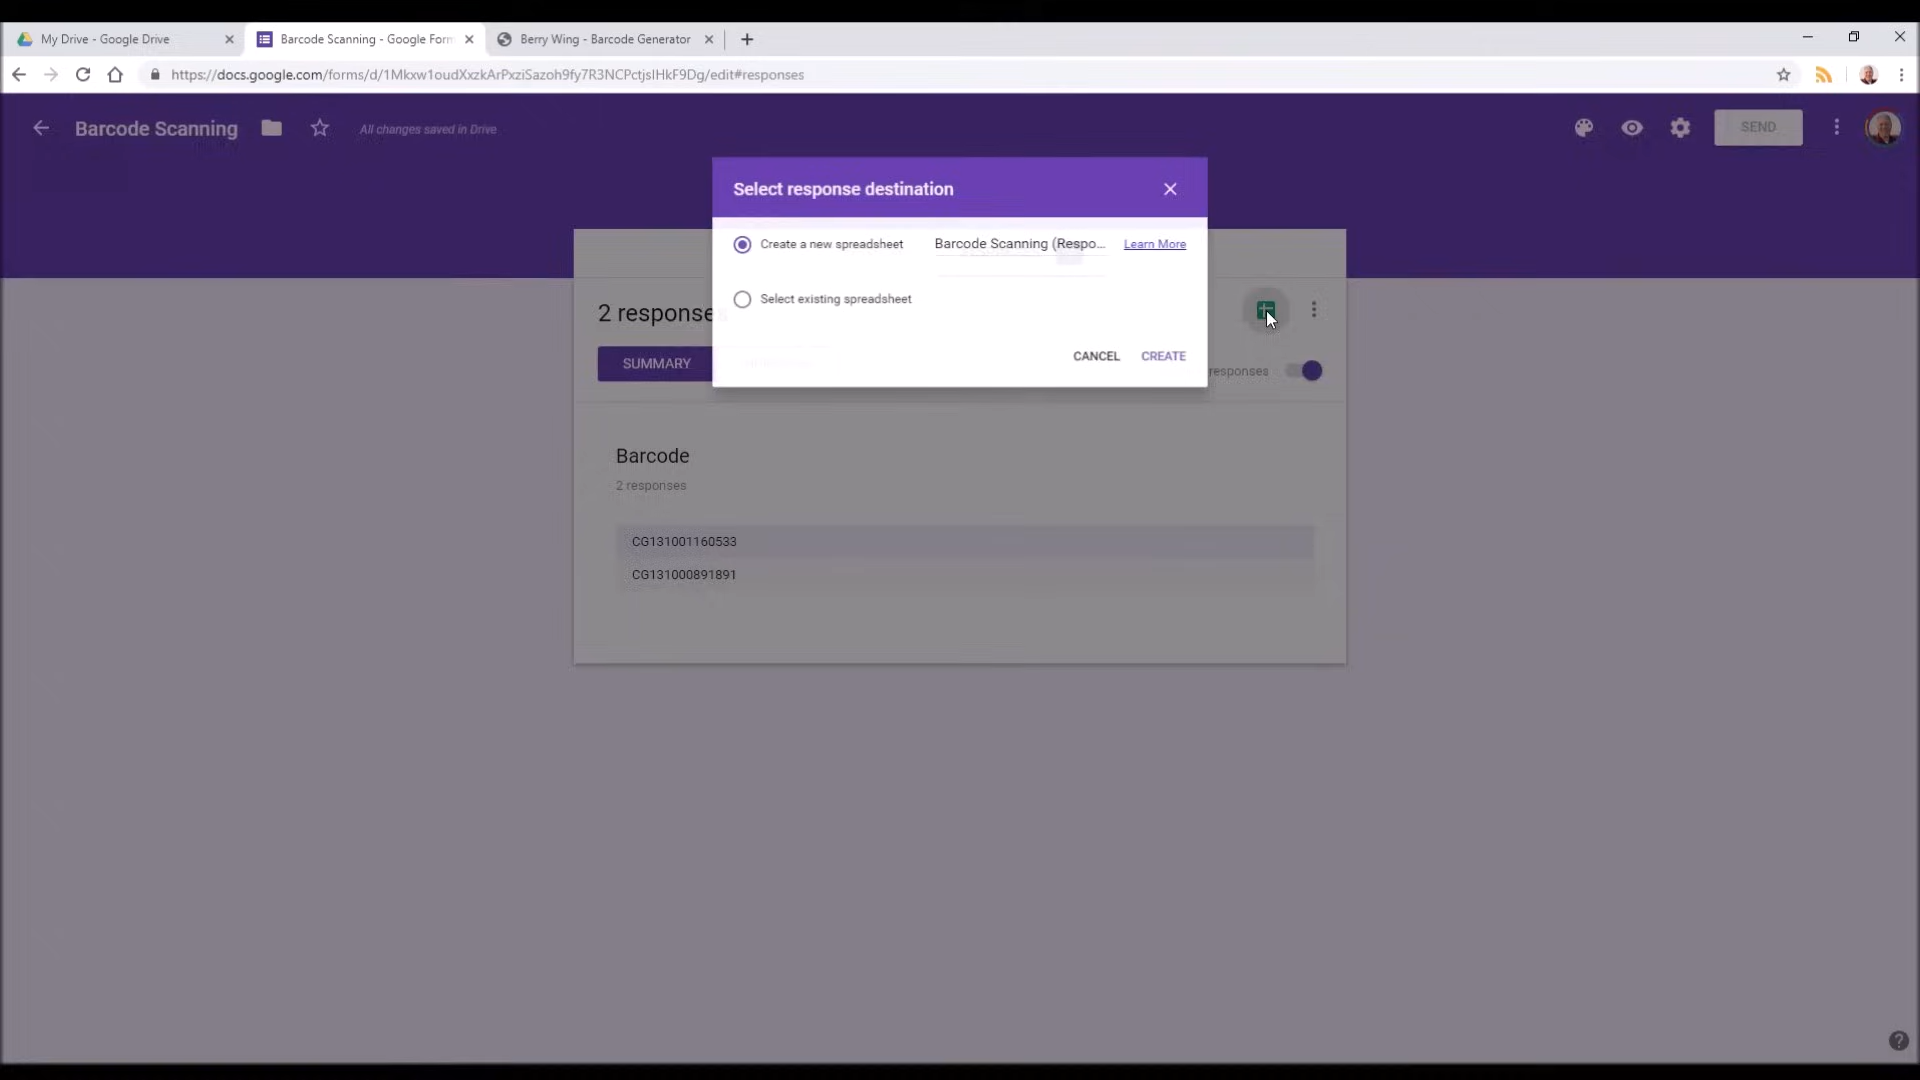 My Drive - Google Drive
Barcode Scanning - Google Form
Berry Wing - Barcode Generator
https://docs.google.com/forms/d/1Mkxw1oudXxzkArPxziSazoh9fy7R3NCPctjsIHkF9Dg/edit#responses
Barcode Scanning
All changes saved in Drive
SEND
Select response destination
Create a new spreadsheet
Barcode Scanning (Respo...
Learn More
Select existing spreadsheet
2 responses
CANCEL
CREATE
SUMMARY
responses
Barcode
2 responses
CG131001160533
CG131000891891